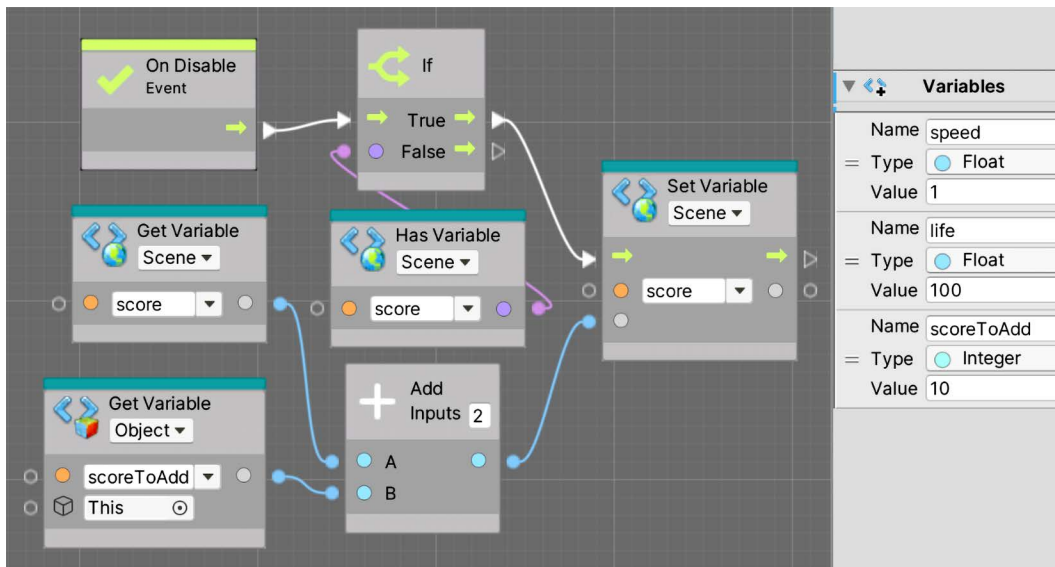 On Disable
Event
If
True
False
Get Variable
Scene
score
Has Variable
Scene
score
Set Variable
Scene
score
Get Variable
Object
scoreToAdd
This
Add
Inputs 2
A
B
Variables
Name speed
Type Float
Value 1
Name life
Type Float
Value 100
Name scoreToAdd
Type Integer
Value 10